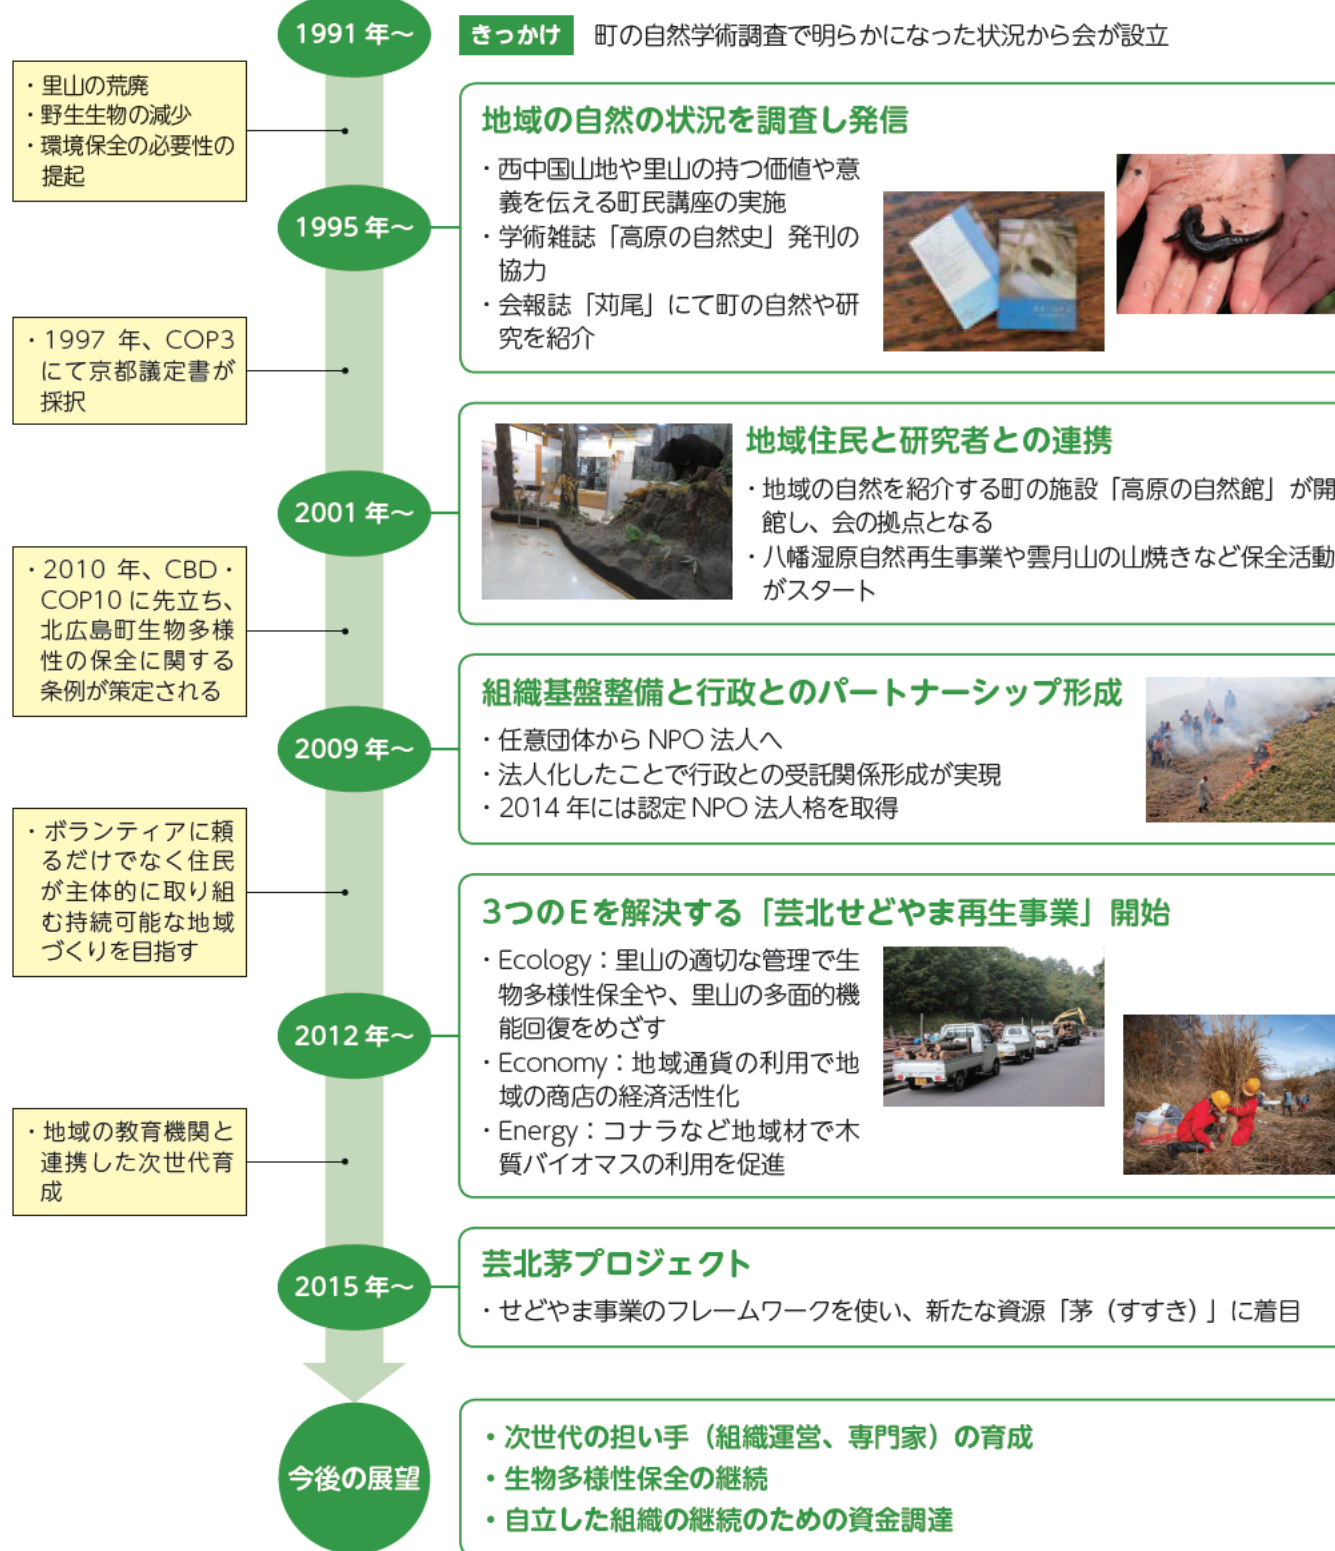 1991年〜
きっかけ 町の自然学術調査で明らかになった状況から会が設立
・里山の荒廃
・野生生物の減少
・環境保全の必要性の
提起
1995年〜
地域の自然の状況を調査し発信
・西中国山地や里山の持つ価値や意
義を伝える町民講座の実施
・学術雑誌「高原の自然史」発刊の
協力
・会報誌「苅尾」にて町の自然や研
究を紹介
・1997 年、COP3
にて京都議定書が
採択
2001年〜
地域住民と研究者との連携
・地域の自然を紹介する町の施設「高原の自然館」が開
館し、会の拠点となる
・八幡湿原自然再生事業や雲月山の山焼きなど保全活動
がスタート
・2010 年、CBD・
COP10に先立ち、
北広島町生物多様
性の保全に関する
条例が策定される
2009年〜
組織基盤整備と行政とのパートナーシップ形成
・任意団体から NPO 法人へ
・法人化したことで行政との受託関係形成が実現
・2014 年には認定 NPO 法人格を取得
・ボランティアに頼
るだけでなく住民
が主体的に取り組
む持続可能な地域
づくりを目指す
2012年〜
3つのEを解決する「芸北せどやま再生事業」開始
・Ecology：里山の適切な管理で生
物多様性保全や、里山の多面的機
能回復をめざす
・Economy：地域通貨の利用で地
域の商店の経済活性化
・Energy：コナラなど地域材で木
質バイオマスの利用を促進
・地域の教育機関と
連携した次世代育
成
2015年〜
芸北茅プロジェクト
・せどやま事業のフレームワークを使い、新たな資源「茅（すすき）」に着目
今後の展望
・次世代の担い手（組織運営、専門家）の育成
・生物多様性保全の継続
・自立した組織の継続のための資金調達